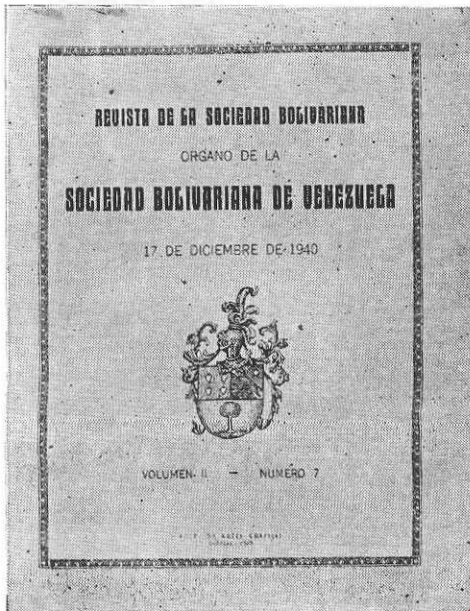 REVISTA DE LA SOCIEDAD BOLIVARIANA
ORGANO DE LA
SOCIEDAD BOLIVARIANA DE VENEZUELA
17 DE DICIEMBRE DE 1940
VOLUMEN II — NUMERO 7